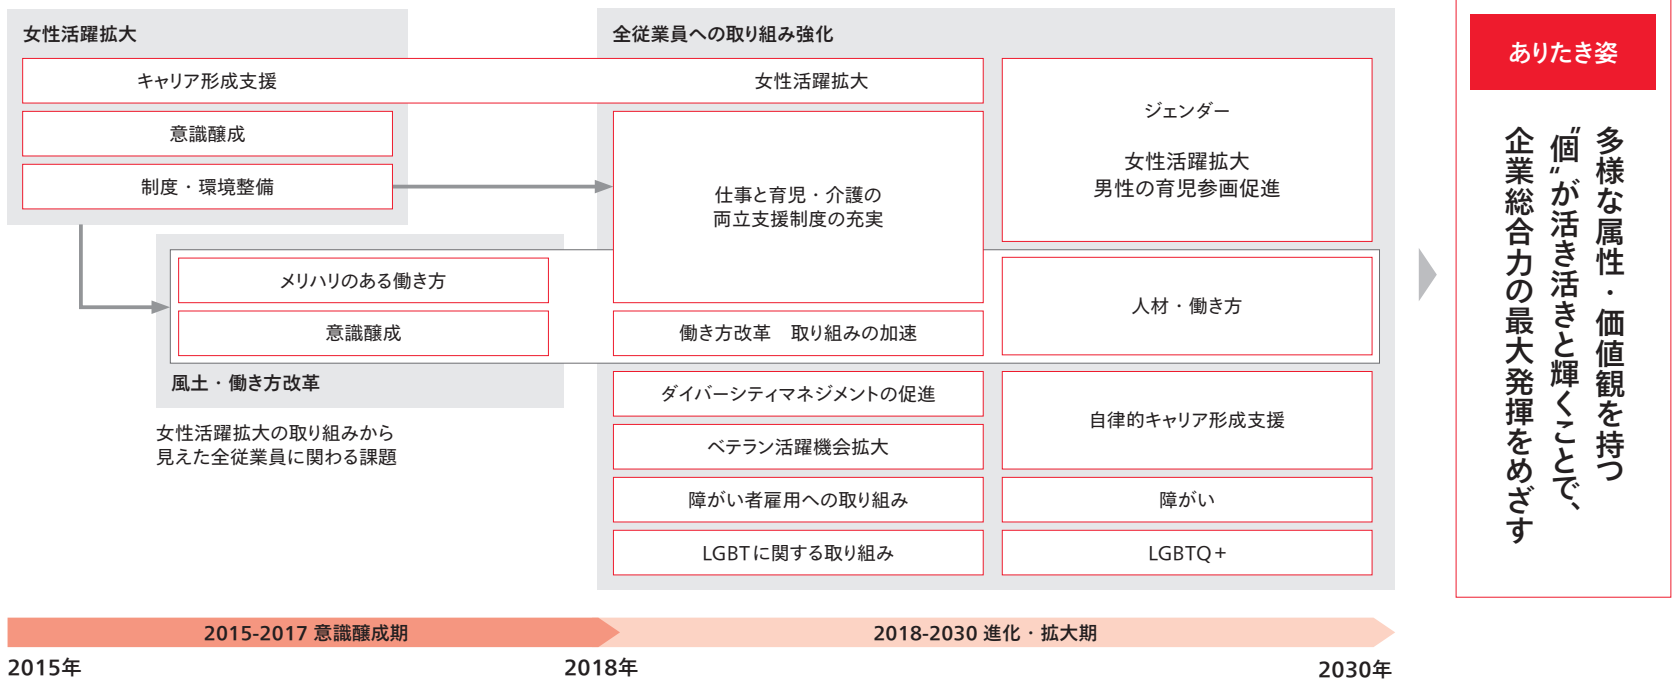 女性活躍拡大
キャリア形成支援
意識醸成
制度・環境整備
メリハリのある働き方
意識醸成
風土・働き方改革
女性活躍拡大の取り組みから
見えた全従業員に関わる課題
全従業員への取り組み強化
女性活躍拡大
仕事と育児・介護の
両立支援制度の充実
働き方改革　取り組みの加速
ダイバーシティマネジメントの促進
ベテラン活躍機会拡大
障がい者雇用への取り組み
LGBTに関する取り組み
ジェンダー
女性活躍拡大
男性の育児参画促進
人材・働き方
自律的キャリア形成支援
障がい
LGBTQ+
ありたき姿
多様な属性・価値観を持つ
“個”が活き活きと輝くことで、
企業総合力の最大発揮をめざす
2015-2017 意識醸成期
2018-2030 進化・拡大期
2015年
2018年
2030年